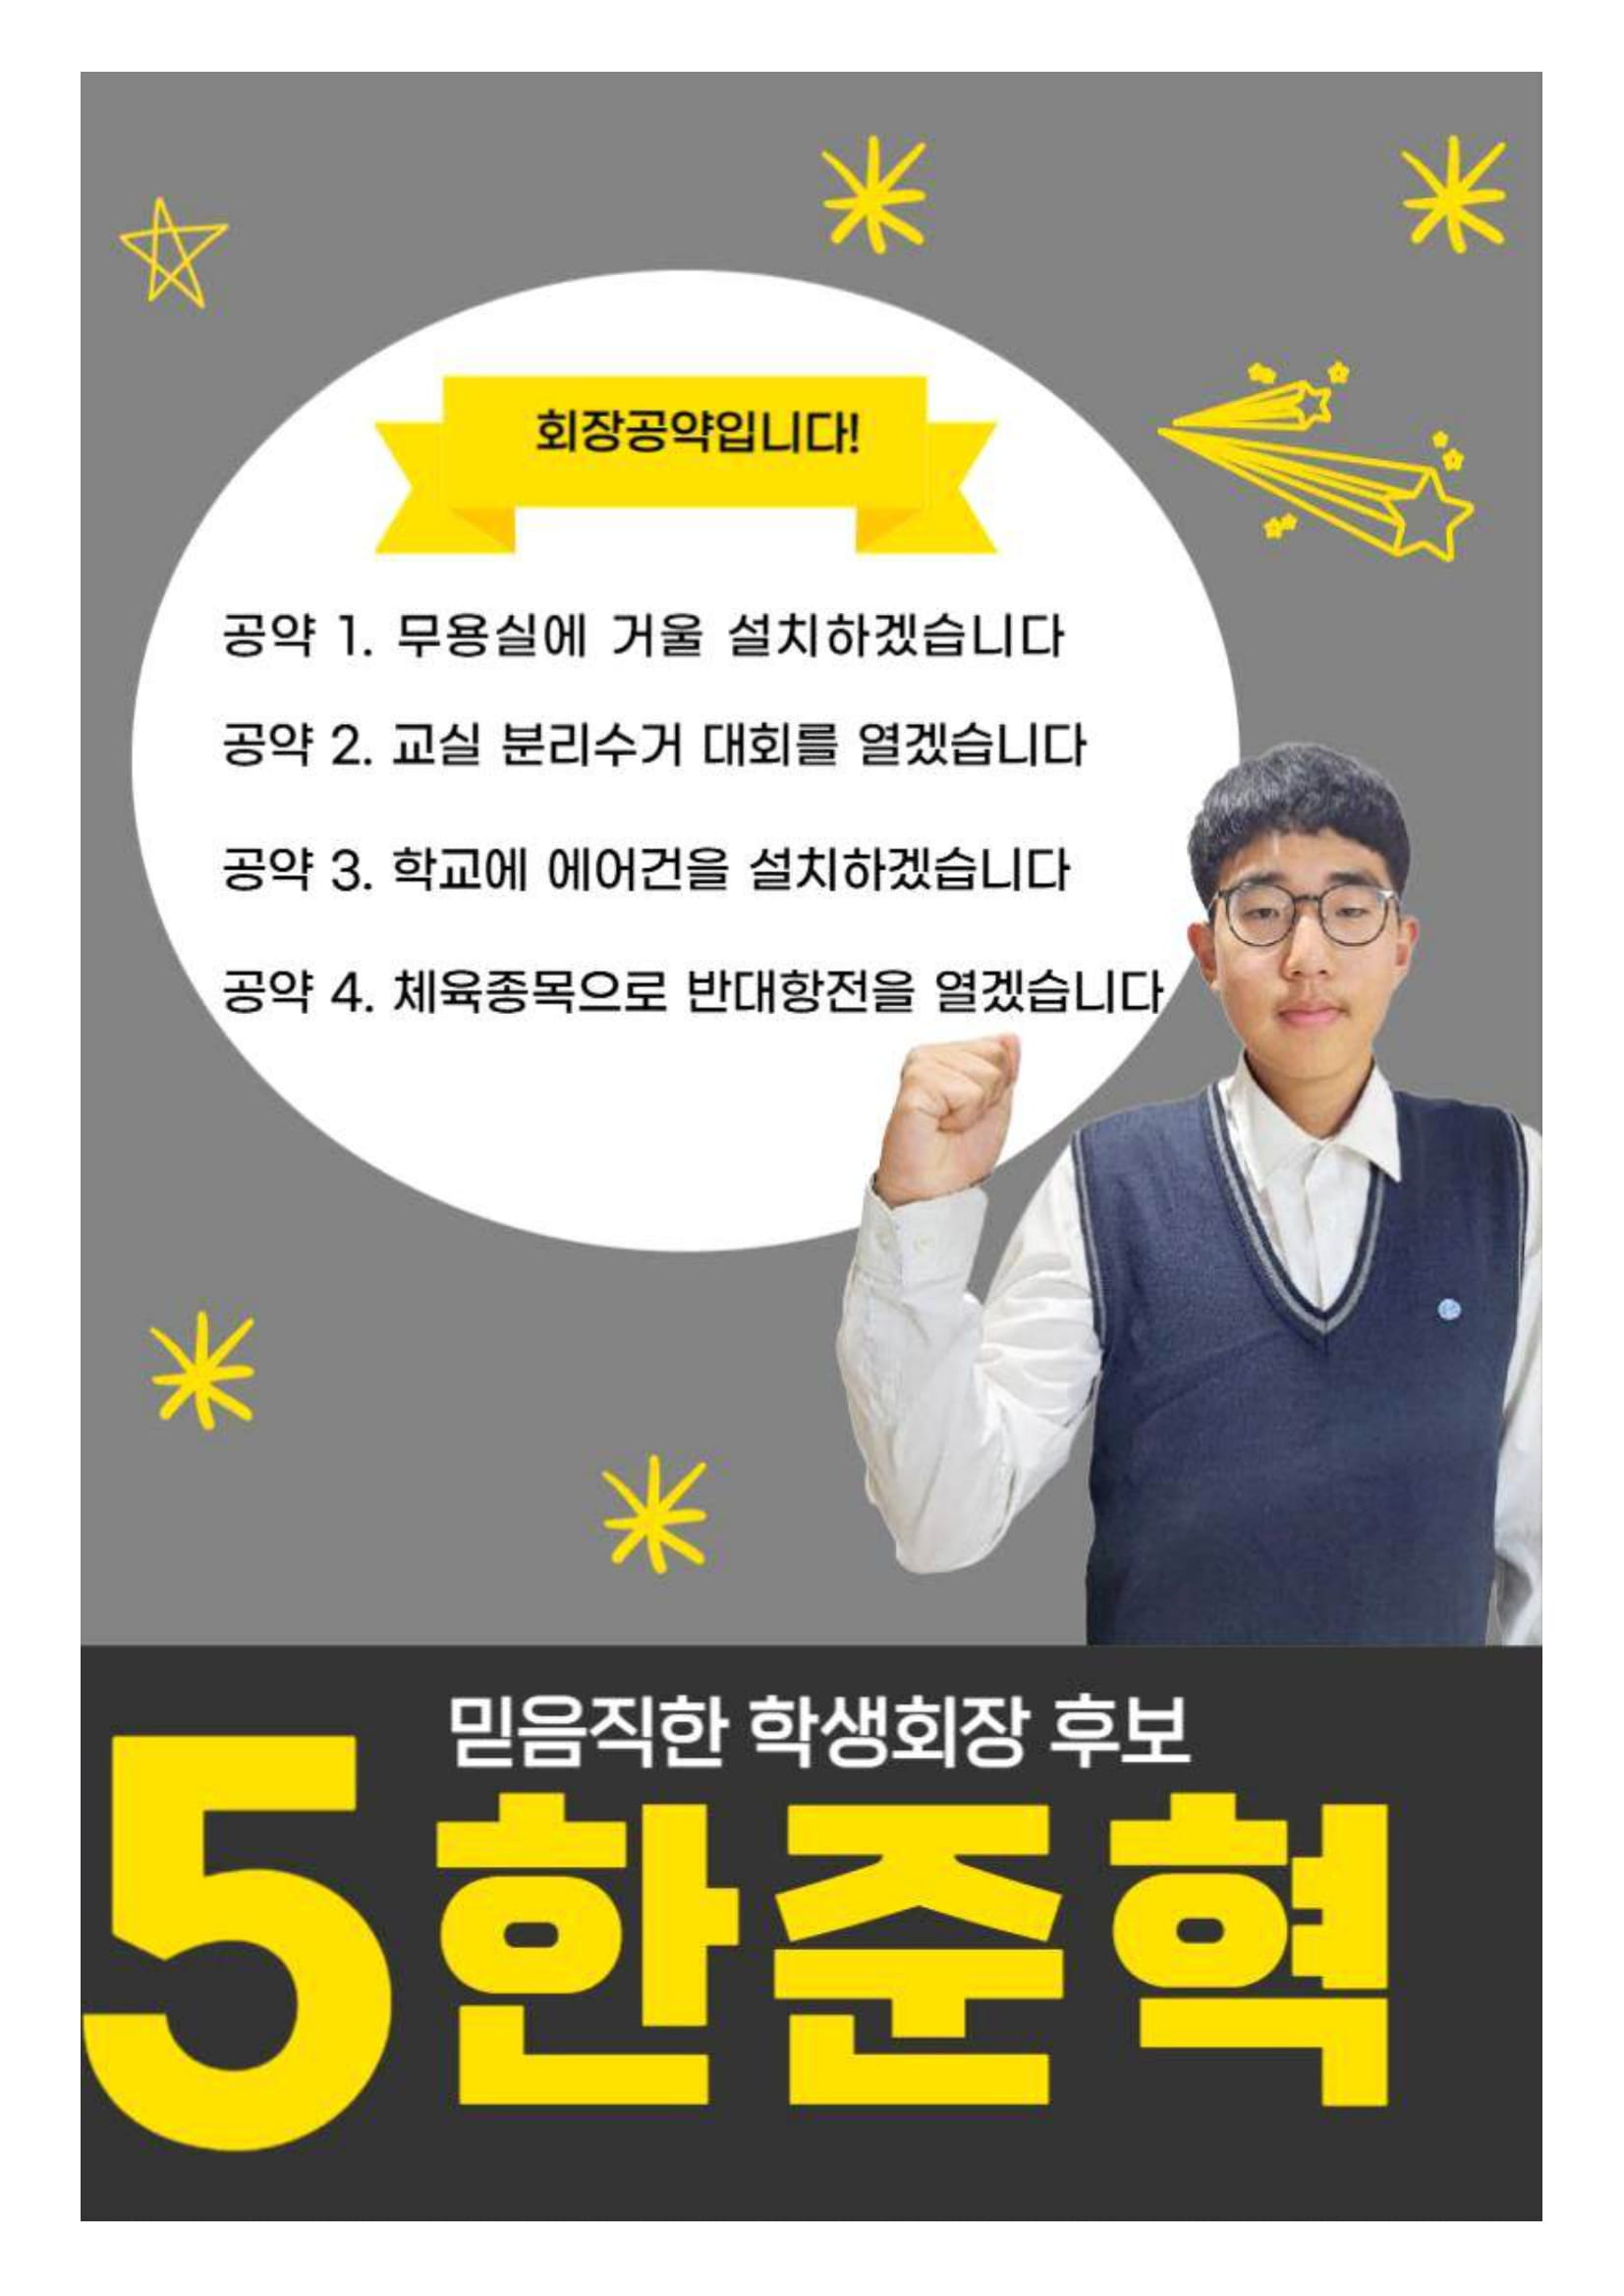 회장공약입니다!
공약 1. 무용실에 거울 설치하겠습니다
공약 2. 교실 분리수거 대회를 열겠습니다
공약 3. 학교에 에어건을 설치하겠습니다
공약 4. 체육종목으로 반대항전을 열겠습니다
믿음직한 학생회장 후보
5 한준혁